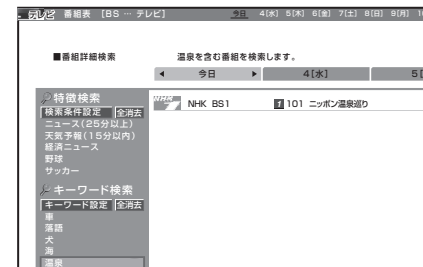 テレビ 番組表 [BS … テレビ] 今日 4[水] 5[木] 6[金] 7[土] 8[日] 9[月]
■番組詳細検索 温泉を含む番組を検索します。
今日 4[水]
特徴検索
検索条件設定 全消去
ニュース(25分以上)
天気予報(15分以内)
経済ニュース
野球
サッカー
NHK NHK BS1 1 101 ニッポン温泉巡り
キーワード検索
キーワード設定 全消去
車
落語
犬
海
温泉